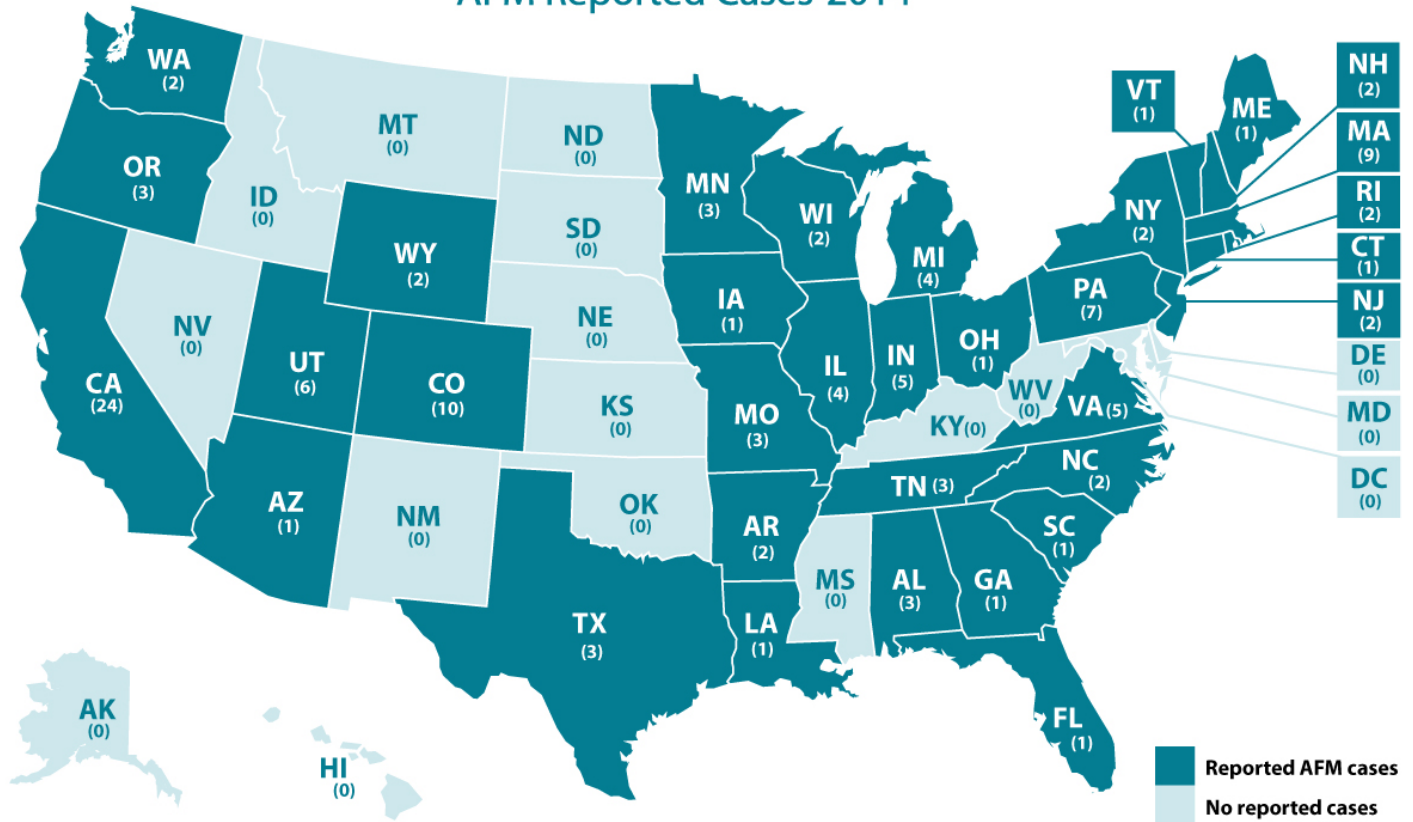 AFM Reported Cases 2014
WA
(2)
OR
(3)
CA
(24)
ID
(0)
NV
(0)
MT
(0)
WY
(2)
UT
(6)
AZ
(1)
CO
(10)
NM
(0)
ND
(0)
SD
(0)
NE
(0)
KS
(0)
OK
(0)
TX
(3)
MN
(3)
IA
(1)
MO
(3)
AR
(2)
LA
(1)
WI
(2)
IL
(4)
MI
(4)
IN
(5)
OH
(1)
KY(0)
TN (3)
MS
(0)
AL
(3)
GA
(1)
FL
(1)
SC
(1)
NC
(2)
VA(5)
WV
(0)
PA
(7)
NY
(2)
VT
(1)
ME
(1)
NH
(2)
MA
(9)
RI
(2)
CT
(1)
NJ
(2)
DE
(0)
MD
(0)
DC
(0)
AK
(0)
HI
(0)
Reported AFM cases
No reported cases